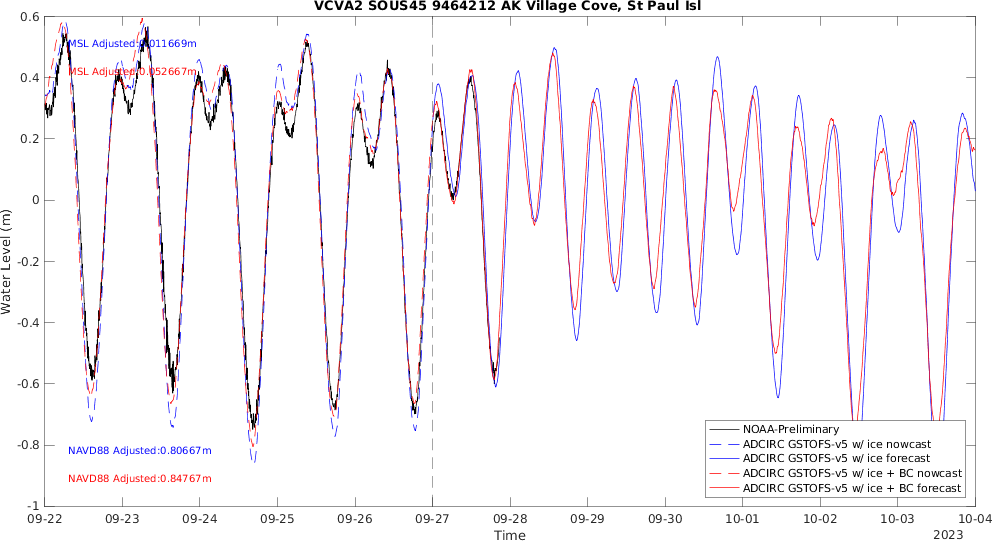 VCVA2 SOUS45 9464212 AK Village Cove, St Paul Isl
0.6
0.4
0.2
0
-0.2
-0.4
-0.6
-0.8
-1
Water Level (m)
MSL Adjusted:0.011669m
MSL Adjusted:0.052667m
NAVD88 Adjusted:0.80667m
NAVD88 Adjusted:0.84767m
NOAA-Preliminary
ADCIRC GSTOFS-v5 w/ ice nowcast
ADCIRC GSTOFS-v5 w/ ice forecast
ADCIRC GSTOFS-v5 w/ ice + BC nowcast
ADCIRC GSTOFS-v5 w/ ice + BC forecast
09-22 09-23 09-24 09-25 09-26 09-27 09-28 09-29 09-30 10-01 10-02 10-03 10-04
Time
2023